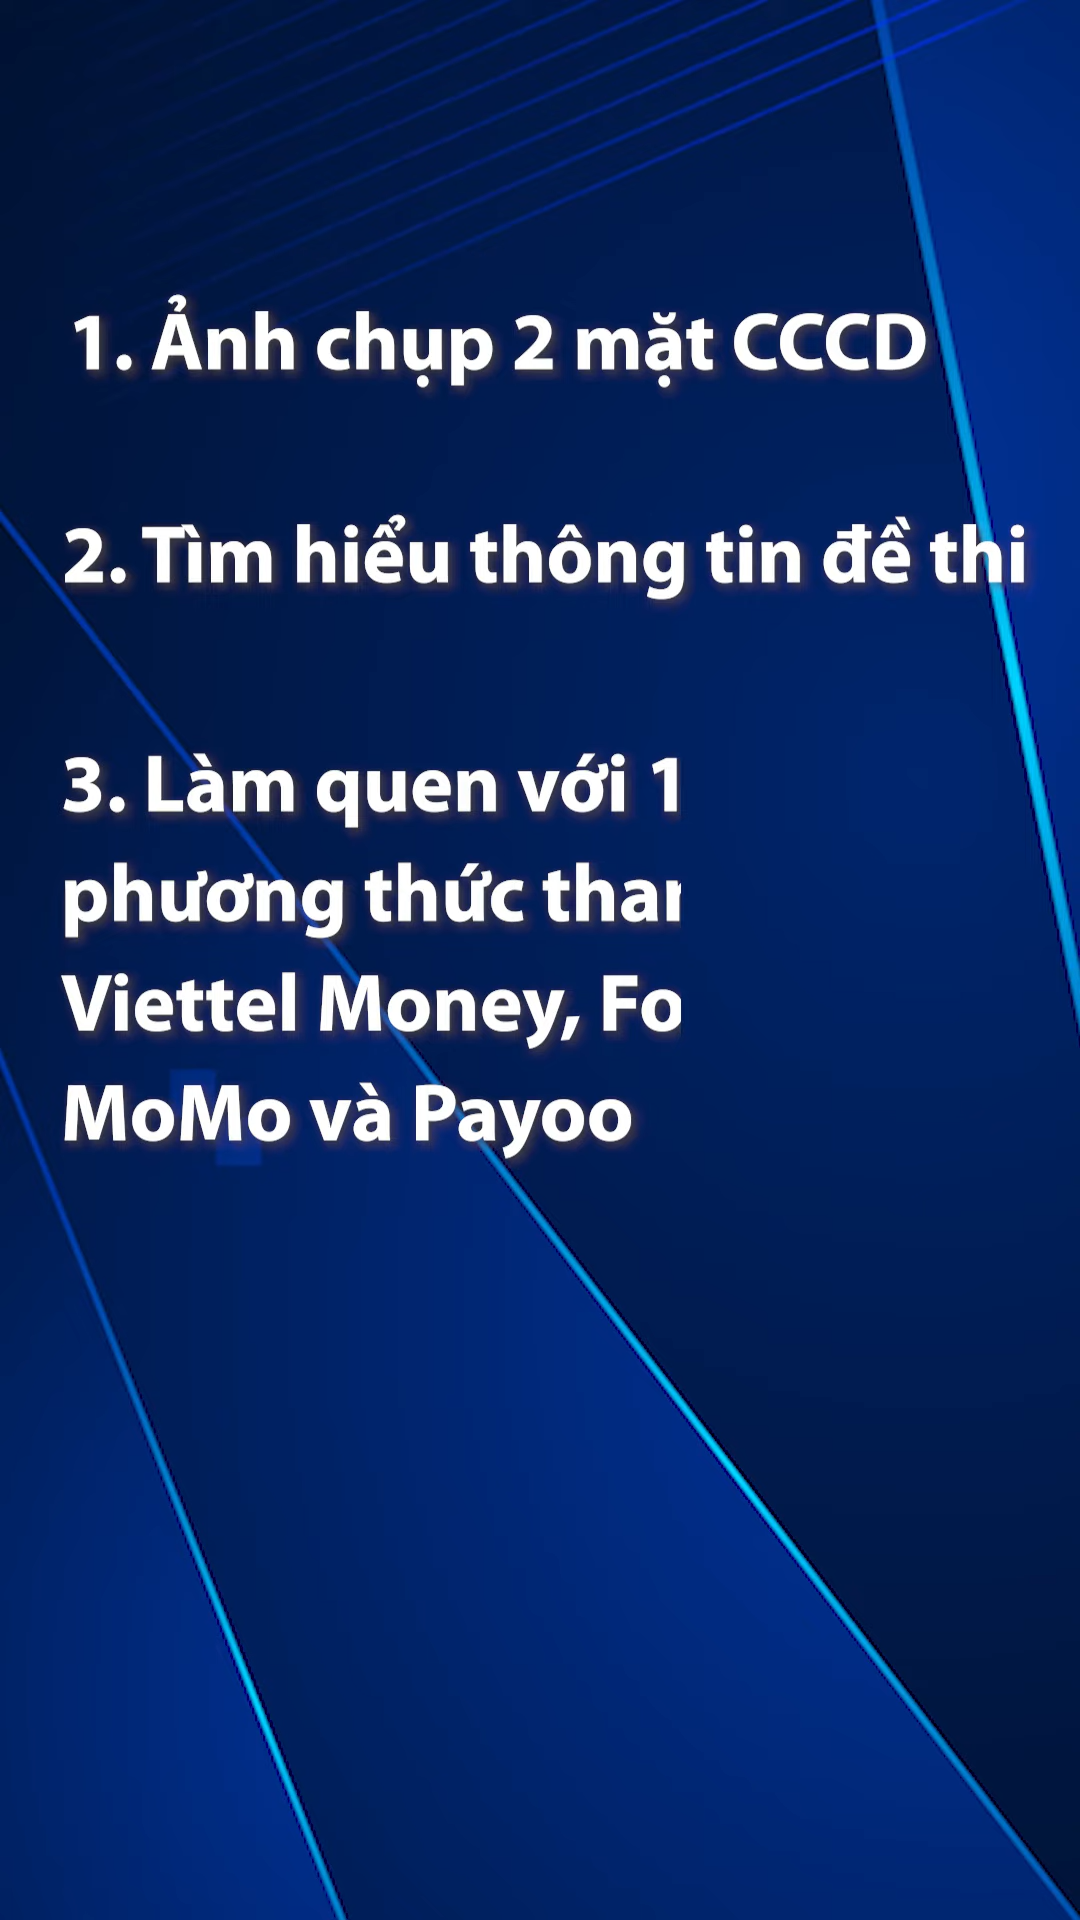 1. Ảnh chụp 2 mặt CCCD
2. Tìm hiểu thông tin đề thi
3. Làm quen với 1
phương thức
Viettel Money,
MoMo và Payoo